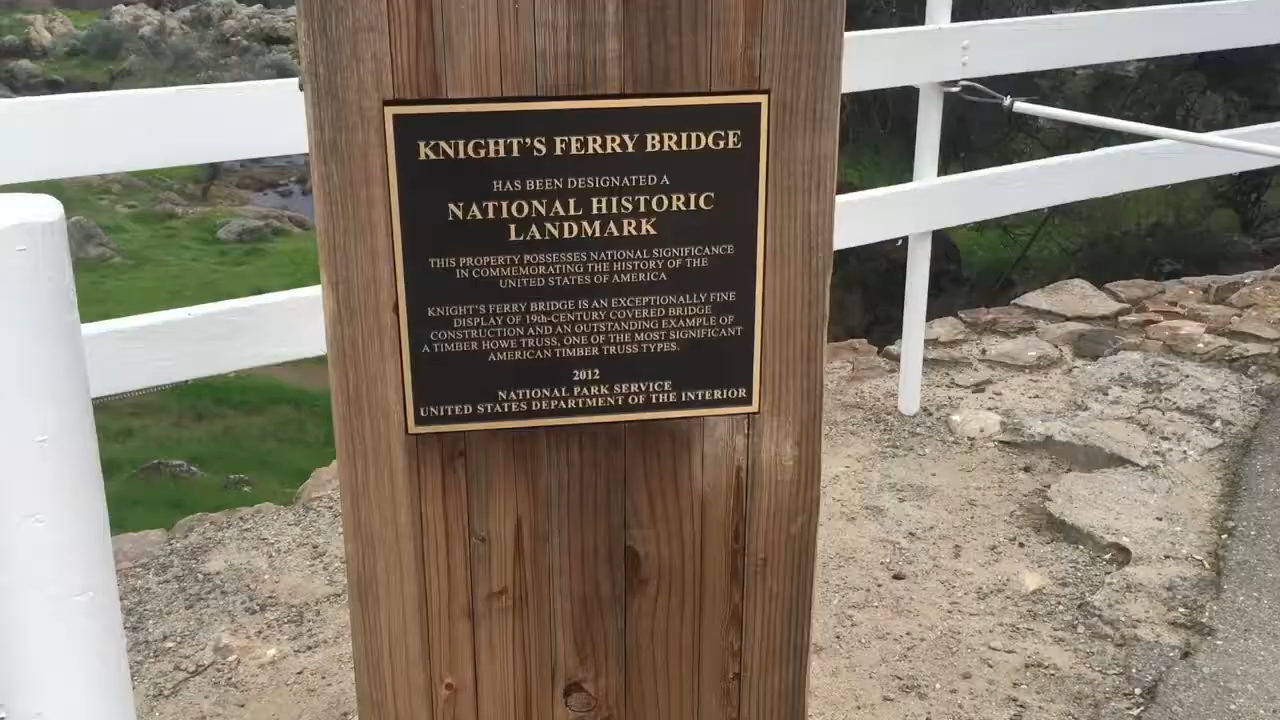 KNIGHT'S FERRY BRIDGE
HAS BEEN DESIGNATED A
NATIONAL HISTORIC
LANDMARK
THIS PROPERTY POSSESSES NATIONAL SIGNIFICANCE
IN COMMEMORATING THE HISTORY OF THE
UNITED STATES OF AMERICA
KNIGHT'S FERRY BRIDGE IS AN EXCEPTIONALLY FINE
DISPLAY OF 19th-CENTURY COVERED BRIDGE
CONSTRUCTION AND AN OUTSTANDING EXAMPLE OF
A TIMBER HOWE TRUSS, ONE OF THE MOST SIGNIFICANT
AMERICAN TIMBER TRUSS TYPES.
2012
NATIONAL PARK SERVICE
UNITED STATES DEPARTMENT OF THE INTERIOR